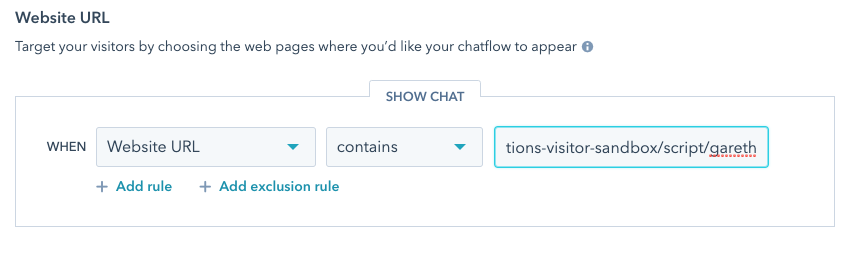 Website URL
Target your visitors by choosing the web pages where you'd like your chatflow to appear
SHOW CHAT
WHEN Website URL contains tions-visitor-sandbox/script/gareth
+ Add rule + Add exclusion rule